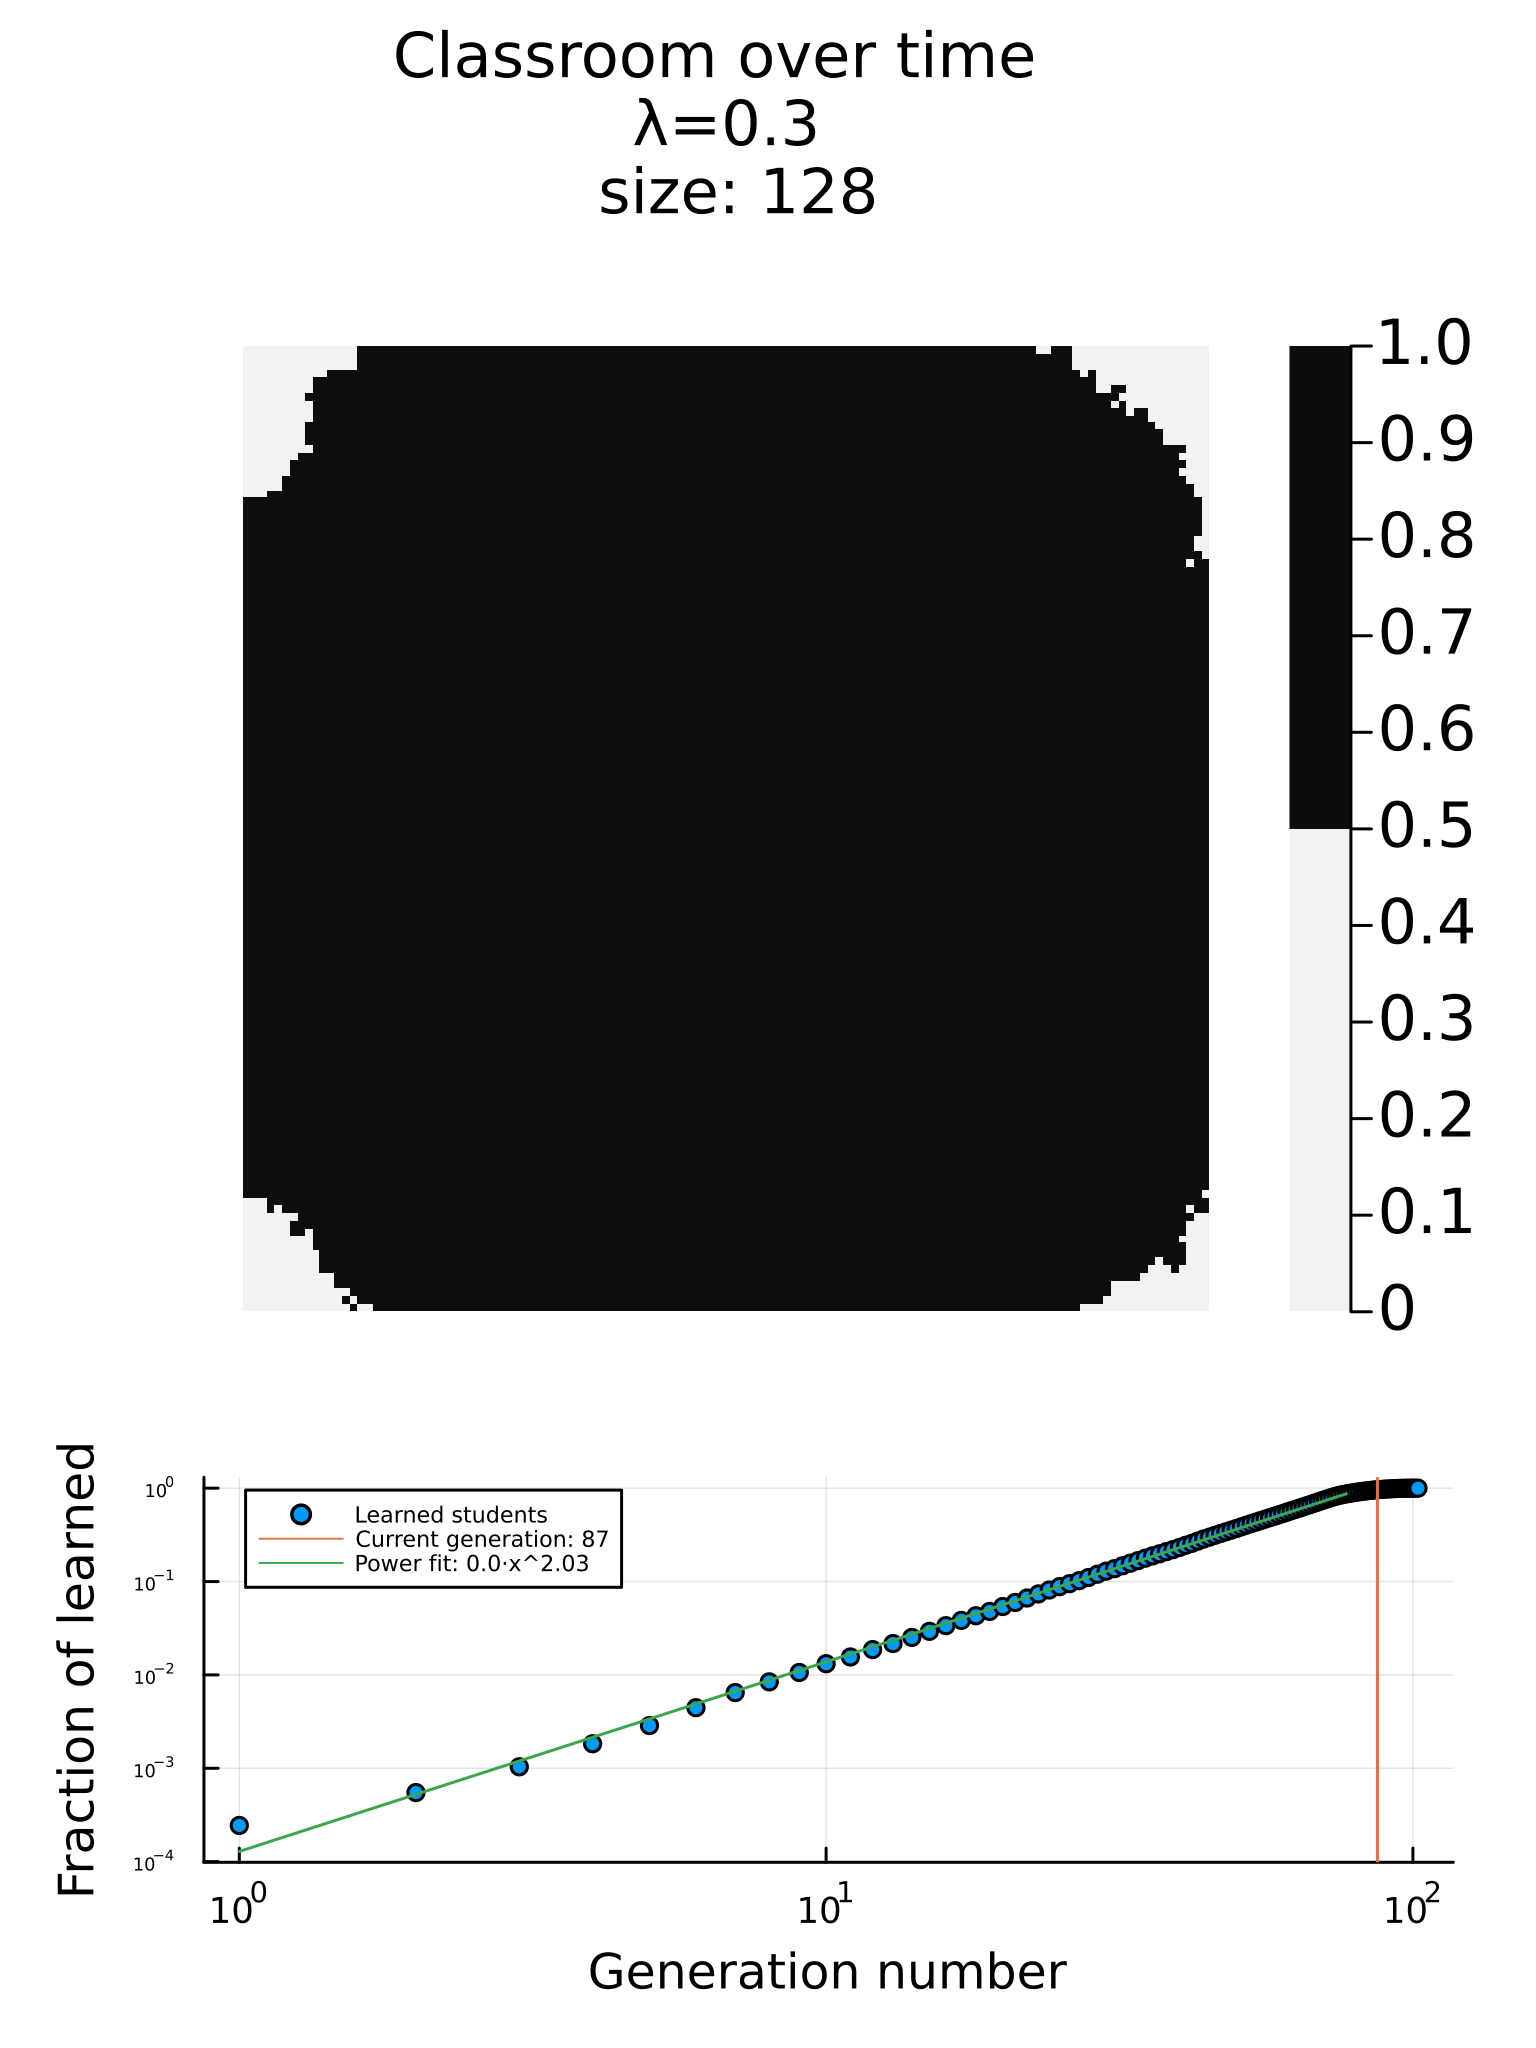 Classroom over time
λ=0.3
size: 128
1.0
0.9
0.8
0.7
0.6
0.5
0.4
0.3
0.2
0.1
0
Fraction of learned
10⁰
10⁻¹
10⁻²
10⁻³
10⁻⁴
Learned students
Current generation: 87
Power fit: 0.0·x^2.03
10⁰ 10¹ 10²
Generation number